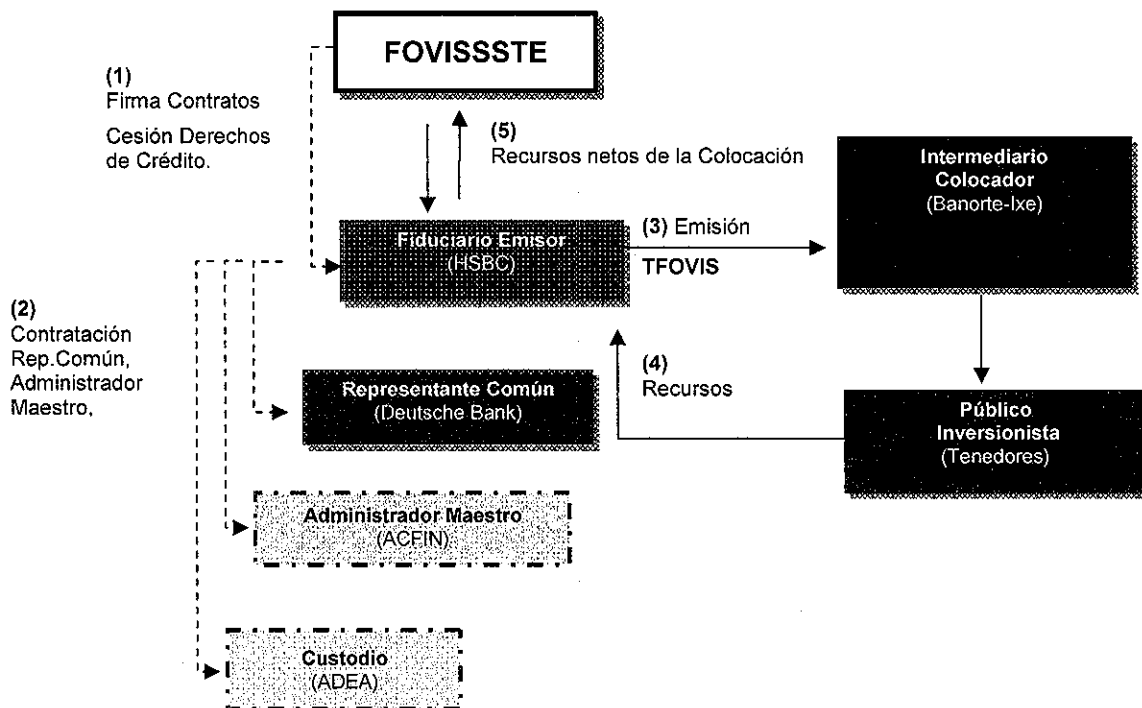 FOVISSSTE
(1)
Firma Contratos
Cesión Derechos
de Crédito.
(5)
Recursos netos de la Colocación
Intermediario
Colocador
(Banorte-Ixe)
Fiduciario Emisor
(HSBC)
(3) Emisión
TFOVIS
(2)
Contratación
Rep.Común,
Administrador
Maestro,
(4)
Recursos
Representante Común
(Deutsche Bank)
Público
Inversionista
(Tenedores)
Administrador Maestro
(ACFIN)
Custodio
(ADEA)